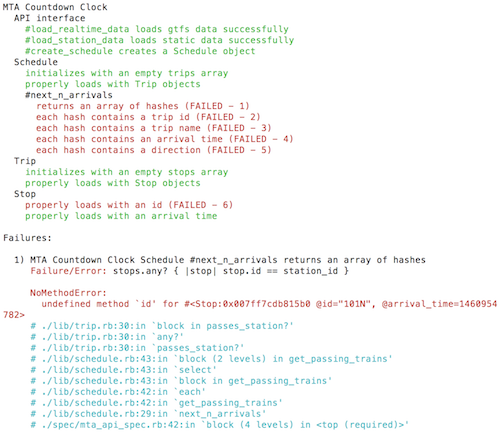 MTA Countdown Clock
API interface
#load_realtime_data loads gtfs data successfully
#load_station_data loads static data successfully
#create_schedule creates a Schedule object
Schedule
initializes with an empty trips array
properly loads with Trip objects
#next_n_arrivals
returns an array of hashes (FAILED - 1)
each hash contains a trip id (FAILED - 2)
each hash contains a trip name (FAILED - 3)
each hash contains an arrival time (FAILED - 4)
each hash contains a direction (FAILED - 5)
Trip
initializes with an empty stops array
properly loads with Stop objects
Stop
properly loads with an id (FAILED - 6)
properly loads with an arrival time
Failures:
1) MTA Countdown Clock Schedule #next_n_arrivals returns an array of hashes
Failure/Error: stops.any? { |stop| stop.id == station_id }
NoMethodError:
undefined method `id' for #<Stop:0x007ff7cdb815b0 @id="101N", @arrival_time=1460954
782>
# ./lib/trip.rb:30:in `block in passes_station?'
# ./lib/trip.rb:30:in `any?'
# ./lib/trip.rb:30:in `passes_station?'
# ./lib/schedule.rb:43:in `block (2 levels) in get_passing_trains'
# ./lib/schedule.rb:43:in `select'
# ./lib/schedule.rb:43:in `block in get_passing_trains'
# ./lib/schedule.rb:42:in `each'
# ./lib/schedule.rb:42:in `get_passing_trains'
# ./lib/schedule.rb:29:in `next_n_arrivals'
# ./spec/mta_api_spec.rb:42:in `block (4 levels) in <top (required)>'